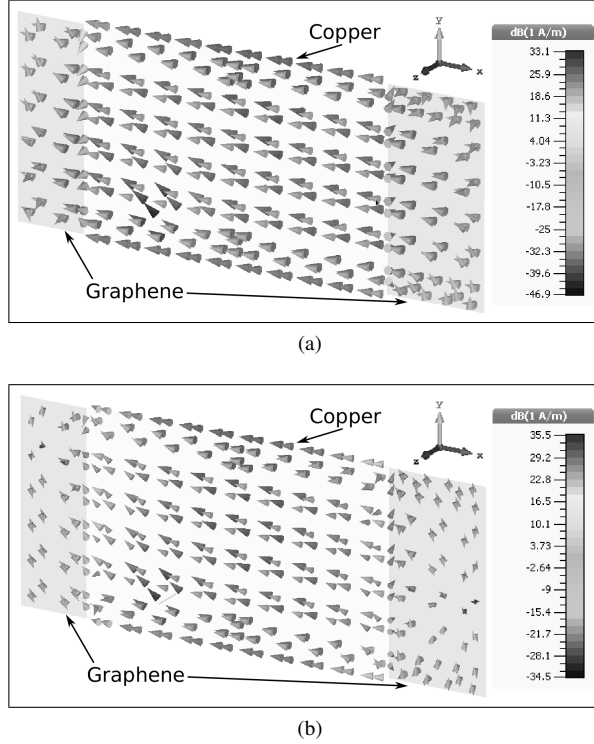 Copper
Y
z
x
dB(1 A/m)
33.1
25.9
18.6
11.3
4.04
-3.23
-10.5
-17.8
-25
-32.3
-39.6
-46.9
Graphene
(a)
Copper
Y
z
x
dB(1 A/m)
35.5
29.2
22.8
16.5
10.1
3.73
-2.64
-9
-15.4
-21.7
-28.1
-34.5
Graphene
(b)